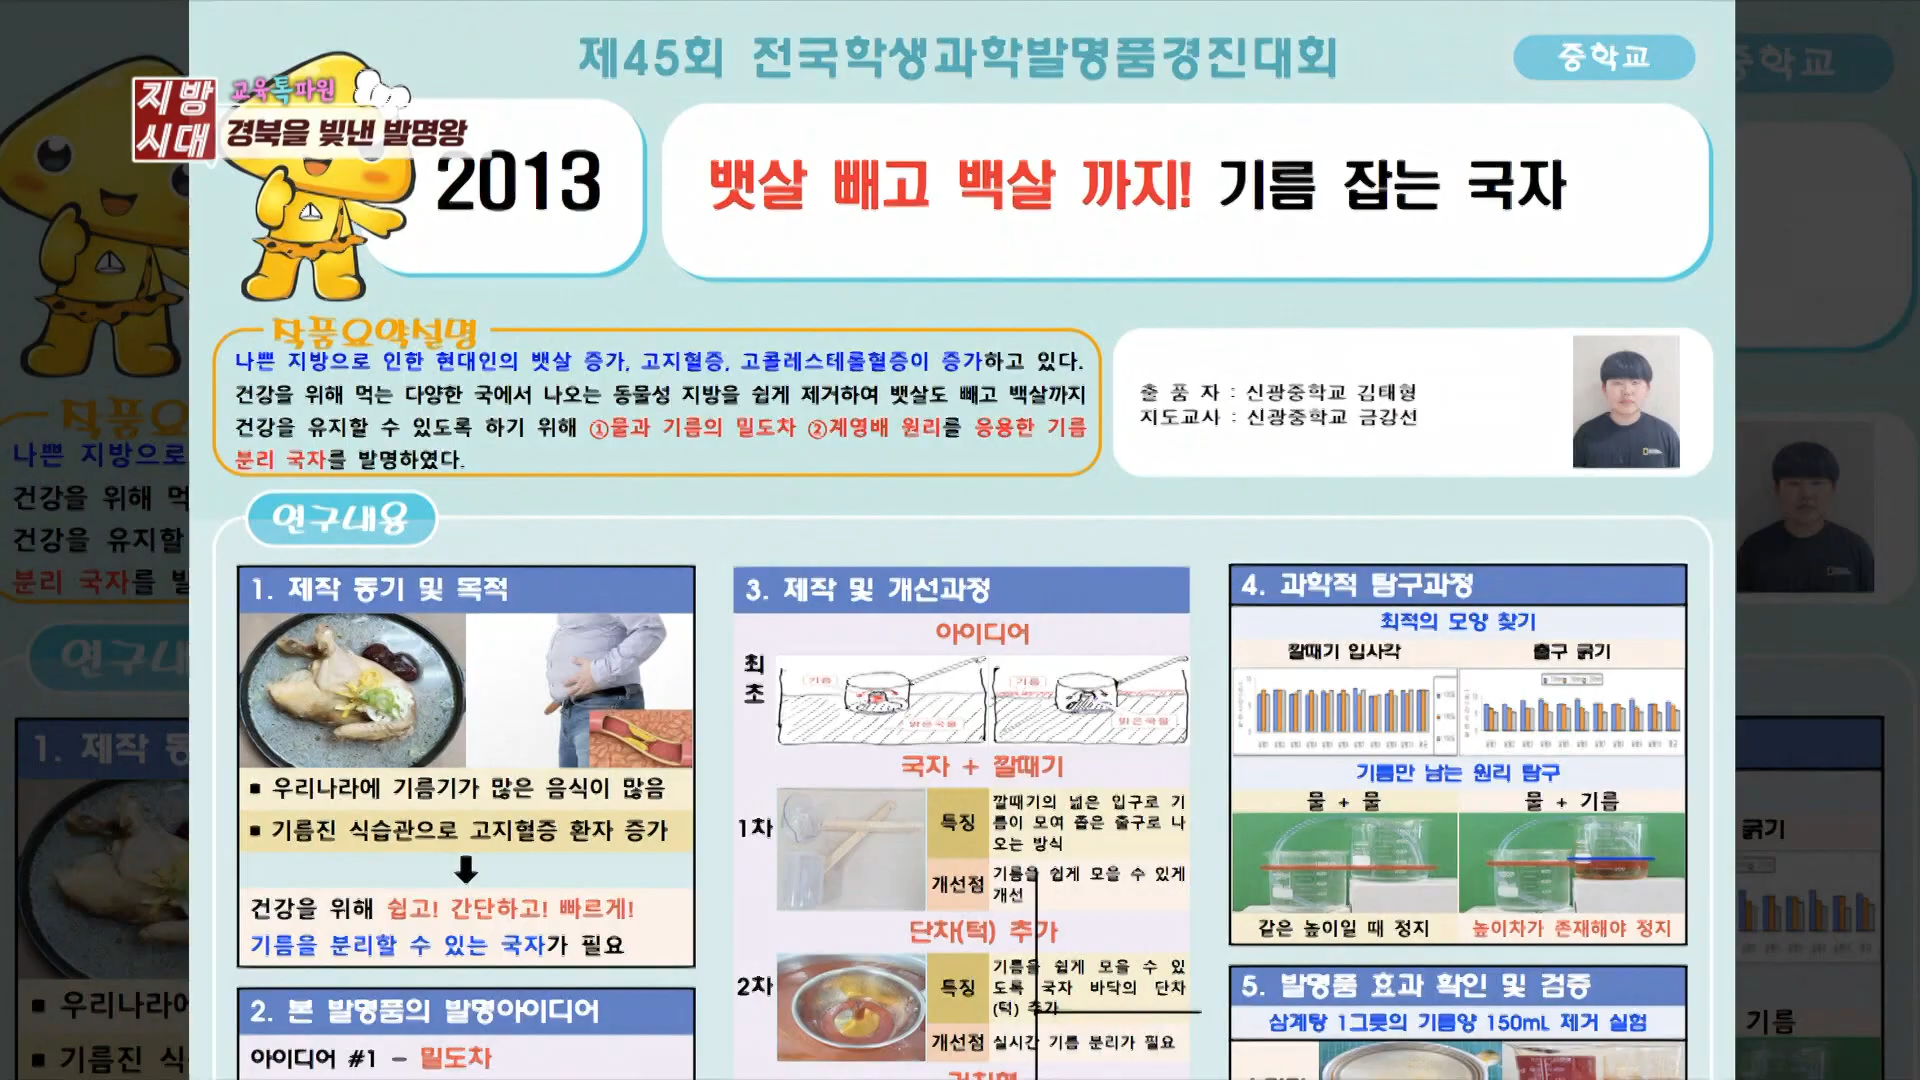 지방
시대
교육톡파원
경북을 빛낸 발명왕
제45회 전국학생과학발명품경진대회
중학교
2013
뱃살 빼고 백살 까지! 기름 잡는 국자
작품요약설명
나쁜 지방으로 인한 현대인의 뱃살 증가, 고지혈증, 고콜레스테롤혈증이 증가하고 있다.
건강을 위해 먹는 다양한 국에서 나오는 동물성 지방을 쉽게 제거하여 뱃살도 빼고 백살까지
건강을 유지할 수 있도록 하기 위해 ①물과 기름의 밀도차 ②계영배 원리를 응용한 기름
분리 국자를 발명하였다.
출 품 자 : 신광중학교 김태형
지도교사 : 신광중학교 금강선
연구내용
1. 제작 동기 및 목적
▪ 우리나라에 기름기가 많은 음식이 많음
▪ 기름진 식습관으로 고지혈증 환자 증가
건강을 위해 쉽고! 간단하고! 빠르게!
기름을 분리할 수 있는 국자가 필요
2. 본 발명품의 발명아이디어
아이디어 #1 - 밀도차
3. 제작 및 개선과정
아이디어
최초
기름
맑은국물
기름
맑은국물
국자 + 깔때기
1차
특징
깔때기의 넓은 입구로 기
름이 모여 좁은 출구로 나
오는 방식
개선점
기름을 쉽게 모을 수 있게
개선
단차(턱) 추가
2차
특징
기름을 쉽게 모을 수 있
도록 국자 바닥의 단차
(턱) 추가
개선점
실시간 기름 분리가 필요
4. 과학적 탐구과정
최적의 모양 찾기
깔때기 입사각
출구 굵기
기름만 남는 원리 탐구
물 + 물
물 + 기름
같은 높이일 때 정지
높이차가 존재해야 정지
5. 발명품 효과 확인 및 검증
삼계탕 1그릇의 기름양 150mL 제거 실험